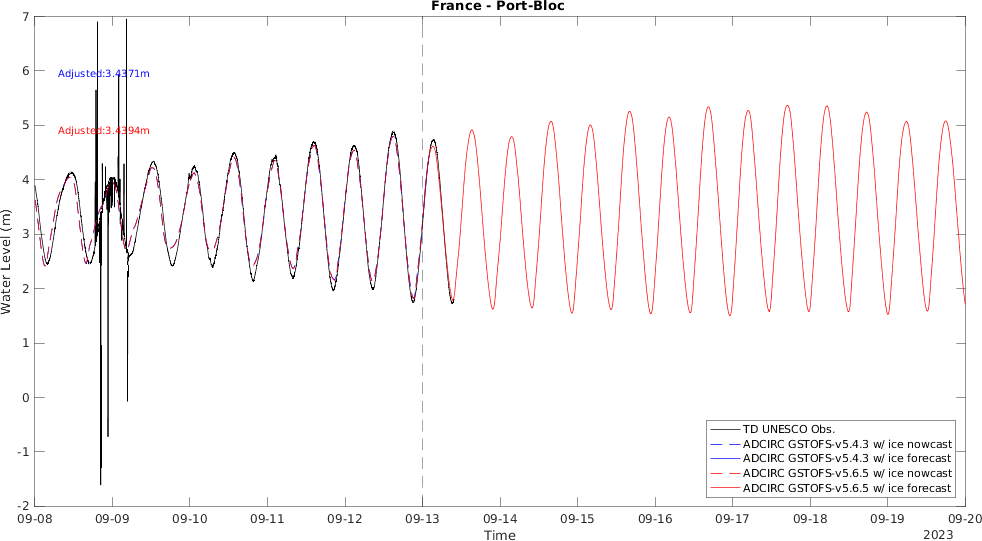 France - Port-Bloc
7
6
5
4
3
2
1
0
-1
-2
Water Level (m)
Adjusted:3.4371m
Adjusted:3.4394m
TD UNESCO Obs.
ADCIRC GSTOFS-v5.4.3 w/ ice nowcast
ADCIRC GSTOFS-v5.4.3 w/ ice forecast
ADCIRC GSTOFS-v5.6.5 w/ ice nowcast
ADCIRC GSTOFS-v5.6.5 w/ ice forecast
09-08 09-09 09-10 09-11 09-12 09-13 09-14 09-15 09-16 09-17 09-18 09-19 09-20
Time
2023